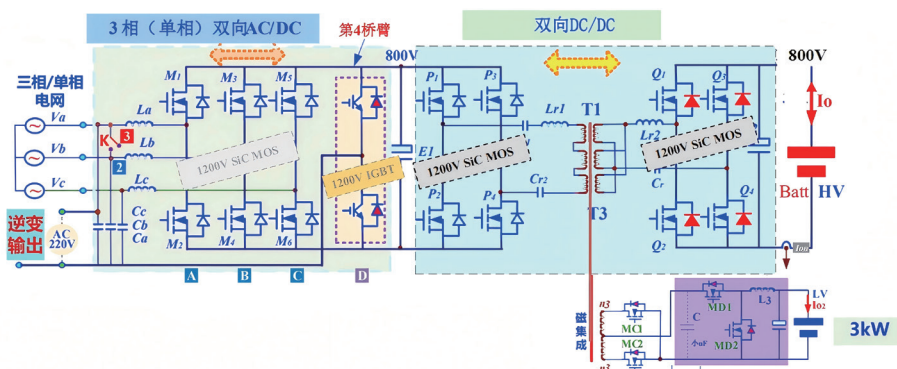 3相（单相）双向AC/DC
第4桥臂
双向DC/DC
800V
800V
三相/单相
电网
Va
Vb
Vc
La
Lb
Lc
K
3
2
M1
M3
M5
M2
M4
M6
1200V SiC MOS
1200V IGBT
E1
P1
P3
P2
P4
1200V SiC MOS
Lr1
Cr2
T1
T3
Lr2
Cr
Q1
Q3
Q2
Q4
1200V SiC MOS
Io
Batt
HV
逆变
输出
AC
220V
Cc
Cb
Ca
A
B
C
D
磁集成
n3
n3
MC1
MC2
C
小uF
MD1
MD2
L3
LV
Io2
3kW